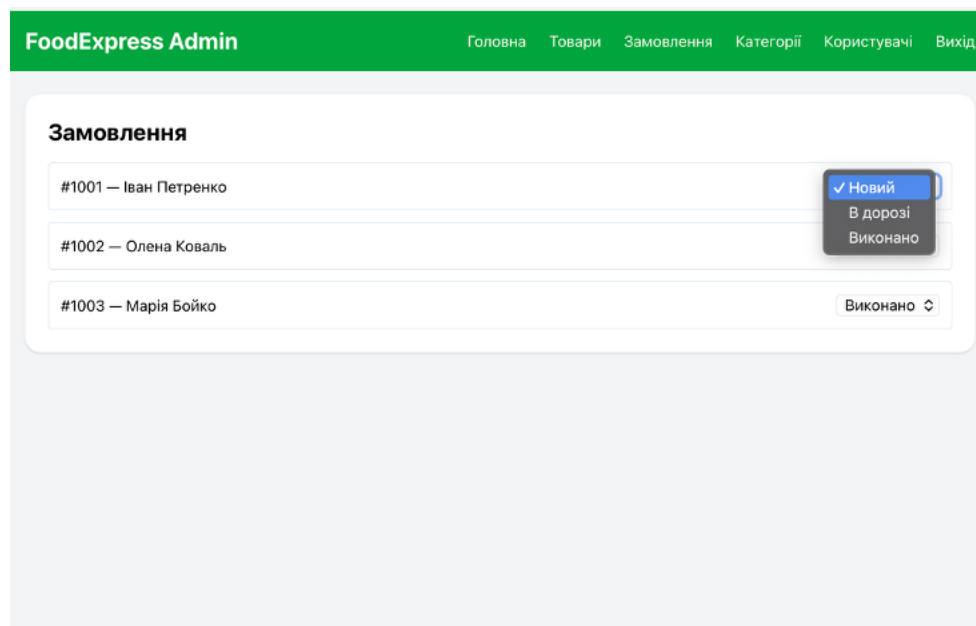 FoodExpress Admin Головна Товари Замовлення Категорії Користувачі Вихід
Замовлення
#1001 — Іван Петренко ✓ Новий
В дорозі
Виконано
#1002 — Олена Коваль
#1003 — Марія Бойко Виконано